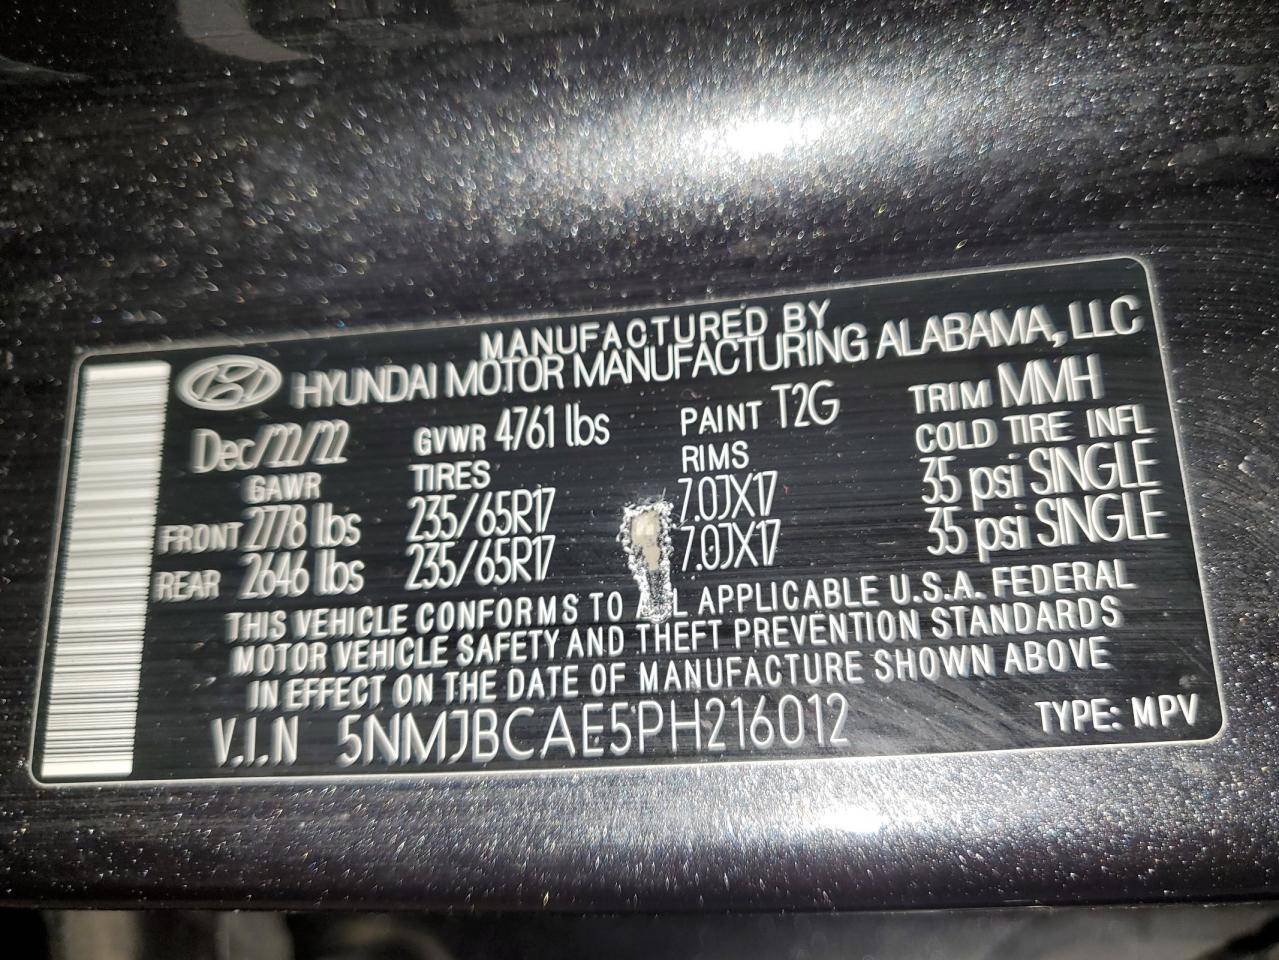 MANUFACTURED BY
HYUNDAI MOTOR MANUFACTURING ALABAMA, LLC
Dec/22/22 GVWR 4761 lbs PAINT T2G TRIM MMH
GAWR TIRES RIMS COLD TIRE INFL
FRONT 2778 lbs 235/65R17 7.0JX17 35 psi SINGLE
REAR 2646 lbs 235/65R17 7.0JX17 35 psi SINGLE
THIS VEHICLE CONFORMS TO ALL APPLICABLE U.S.A. FEDERAL
MOTOR VEHICLE SAFETY AND THEFT PREVENTION STANDARDS
IN EFFECT ON THE DATE OF MANUFACTURE SHOWN ABOVE
V.I.N 5NMJBCAE5PH216012 TYPE: MPV